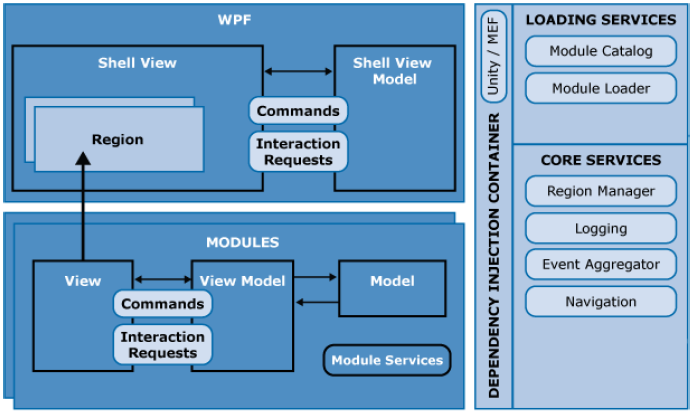 WPF
Shell View
Shell View
Model
Commands
Interaction
Requests
Region
MODULES
View
View Model
Model
Commands
Interaction
Requests
Module Services
DEPENDENCY INJECTION CONTAINER
Unity / MEF
LOADING SERVICES
Module Catalog
Module Loader
CORE SERVICES
Region Manager
Logging
Event Aggregator
Navigation